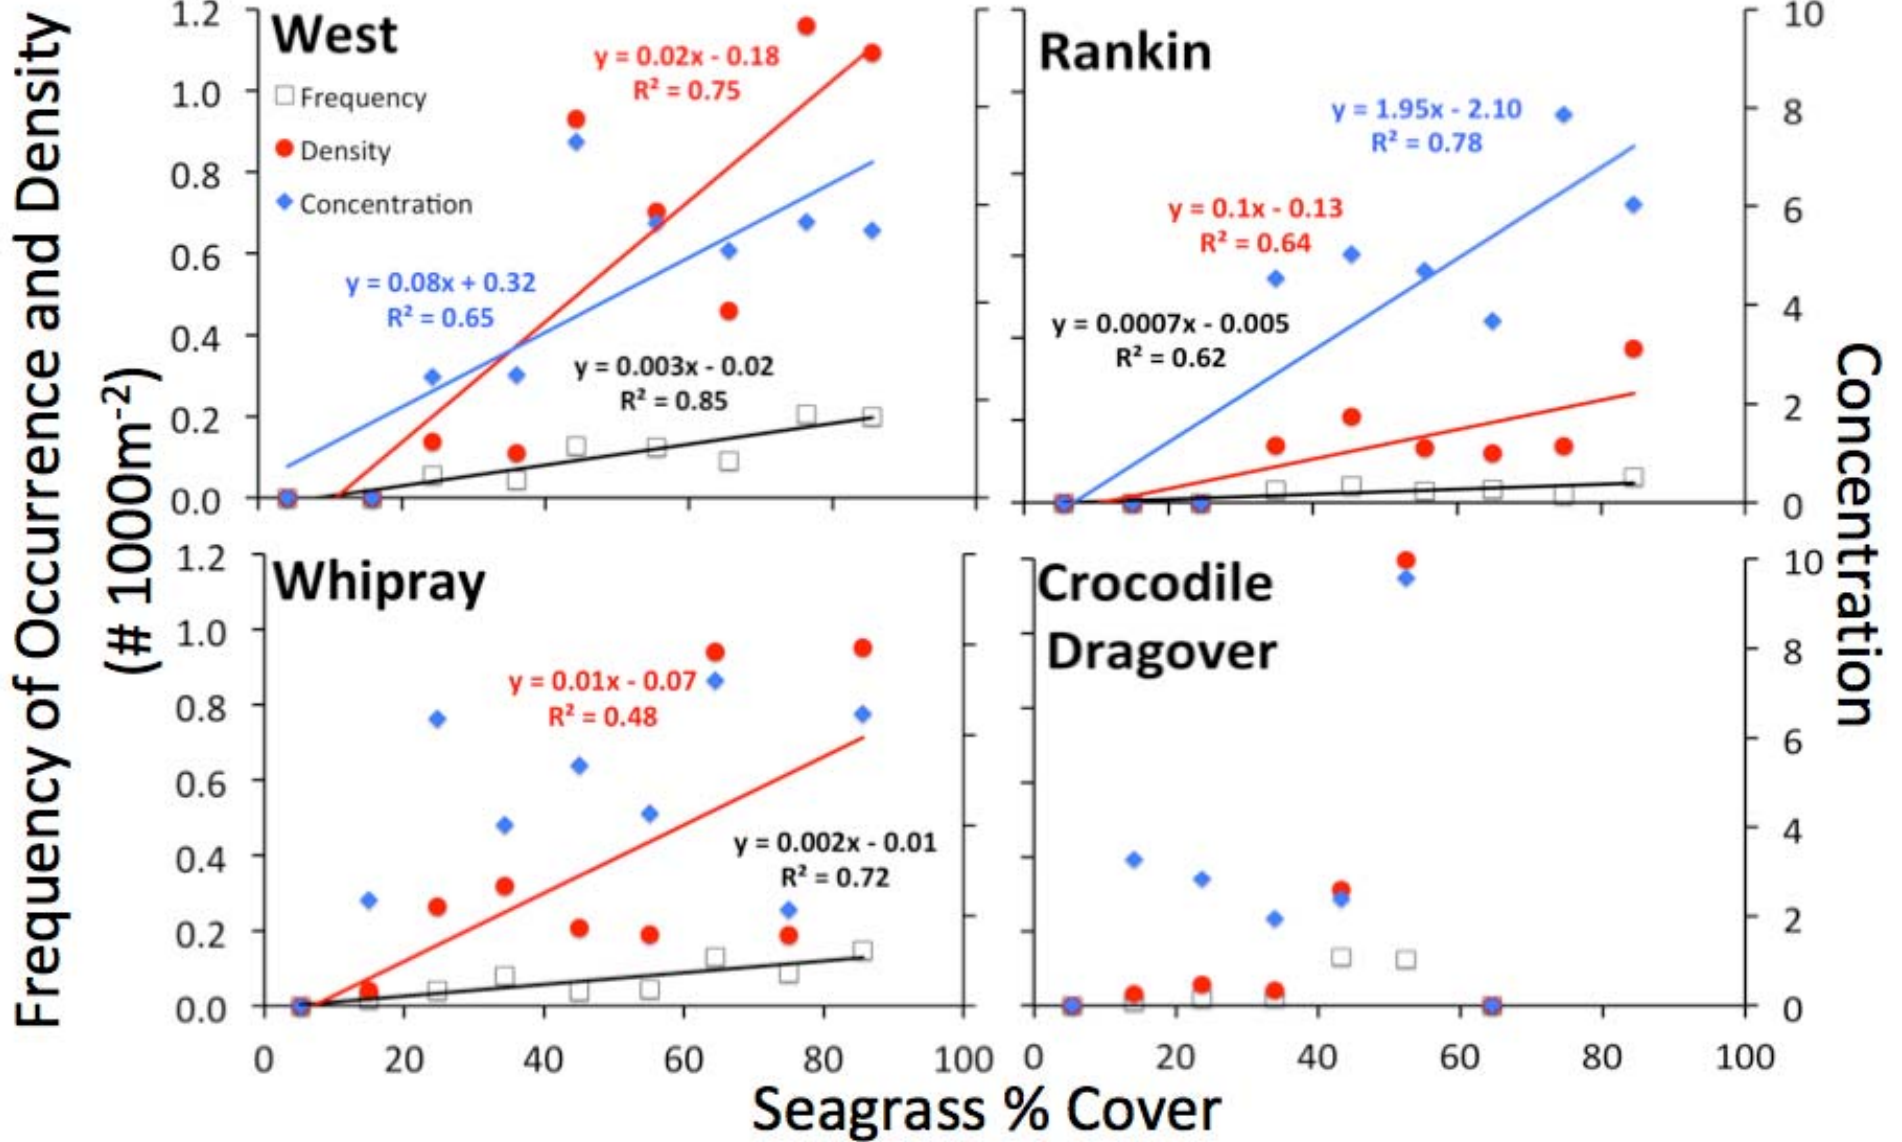 Frequency of Occurrence and Density
(# 1000m⁻²)
West
Frequency
Density
Concentration
y = 0.02x - 0.18
R² = 0.75
y = 0.08x + 0.32
R² = 0.65
y = 0.003x - 0.02
R² = 0.85
1.2
1.0
0.8
0.6
0.4
0.2
0.0
Rankin
y = 1.95x - 2.10
R² = 0.78
y = 0.1x - 0.13
R² = 0.64
y = 0.0007x - 0.005
R² = 0.62
10
8
6
4
2
0
Whipray
y = 0.01x - 0.07
R² = 0.48
y = 0.002x - 0.01
R² = 0.72
1.2
1.0
0.8
0.6
0.4
0.2
0.0
0 20 40 60 80 100
Crocodile
Dragover
10
8
6
4
2
0
0 20 40 60 80 100
Concentration
Seagrass % Cover